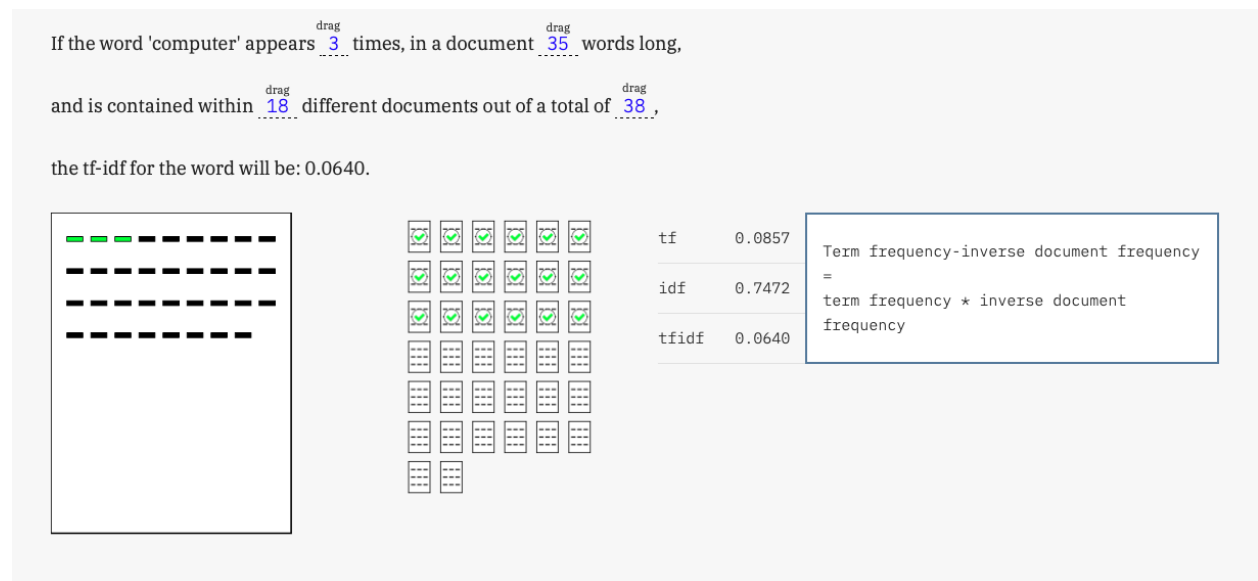 drag drag
If the word 'computer' appears 3 times, in a document 35 words long,
drag drag
and is contained within 18 different documents out of a total of 38,
the tf-idf for the word will be: 0.0640.
tf 0.0857
idf 0.7472
tfidf 0.0640
Term frequency-inverse document frequency
=
term frequency * inverse document
frequency